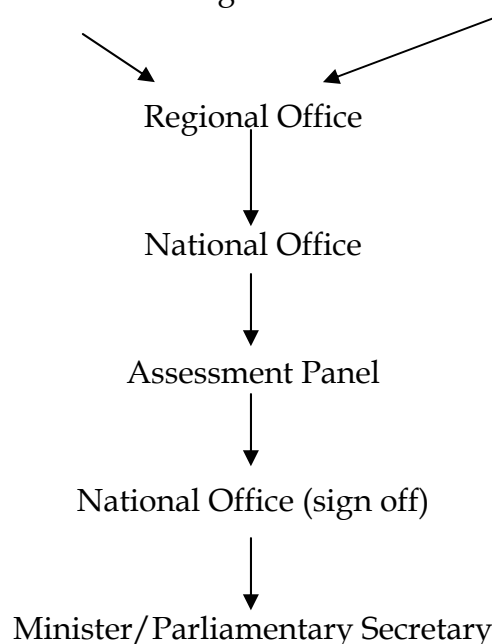 Regional Office
National Office
Assessment Panel
National Office (sign off)
Minister/Parliamentary Secretary